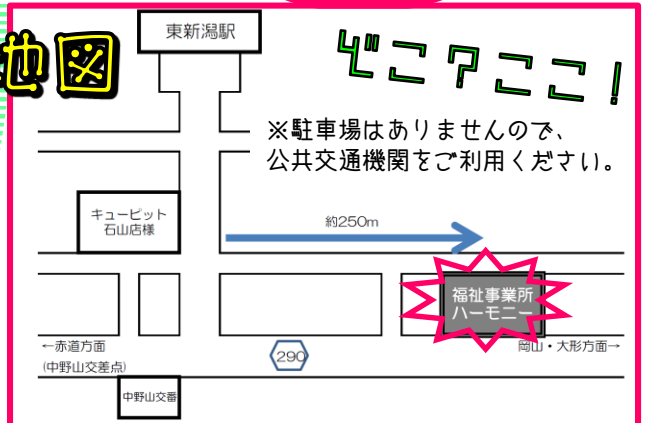 東新潟駅
地図
どこ？ここ！
※駐車場はありませんので、
公共交通機関をご利用ください。
キューピット
石山店様
約250m
福祉事業所
ハーモニー
←赤道方面
(中野山交差点)
290
岡山・大形方面→
中野山交番